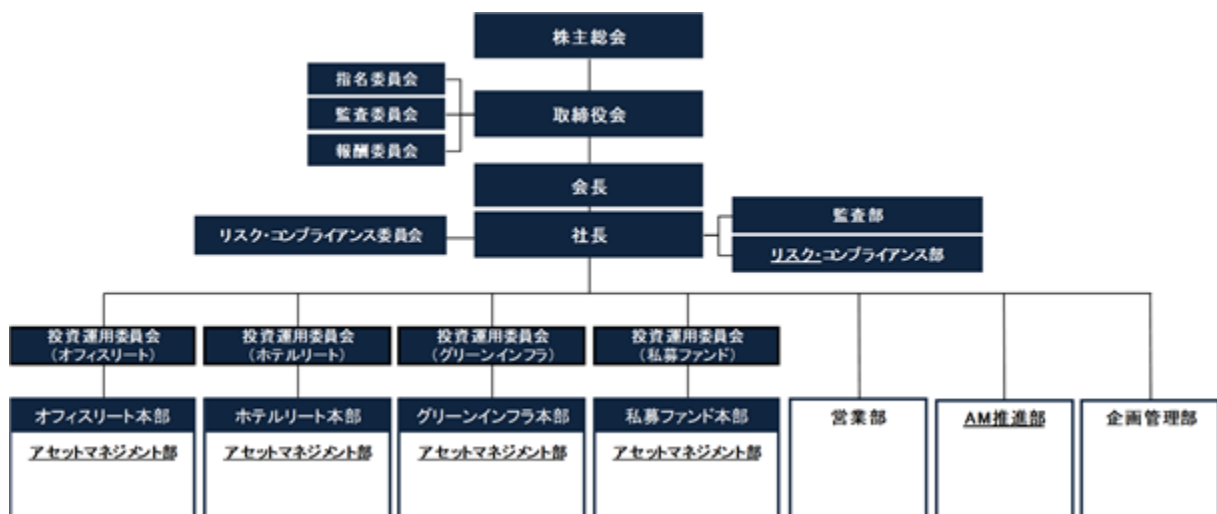 株主総会
指名委員会
監査委員会
報酬委員会
取締役会
会長
社長
リスク・コンプライアンス委員会
監査部
リスク・コンプライアンス部
投資運用委員会
(オフィスリート)
投資運用委員会
(ホテルリート)
投資運用委員会
(グリーンインフラ)
投資運用委員会
(私募ファンド)
オフィスリート本部
アセットマネジメント部
ホテルリート本部
アセットマネジメント部
グリーンインフラ本部
アセットマネジメント部
私募ファンド本部
アセットマネジメント部
営業部
AM推進部
企画管理部